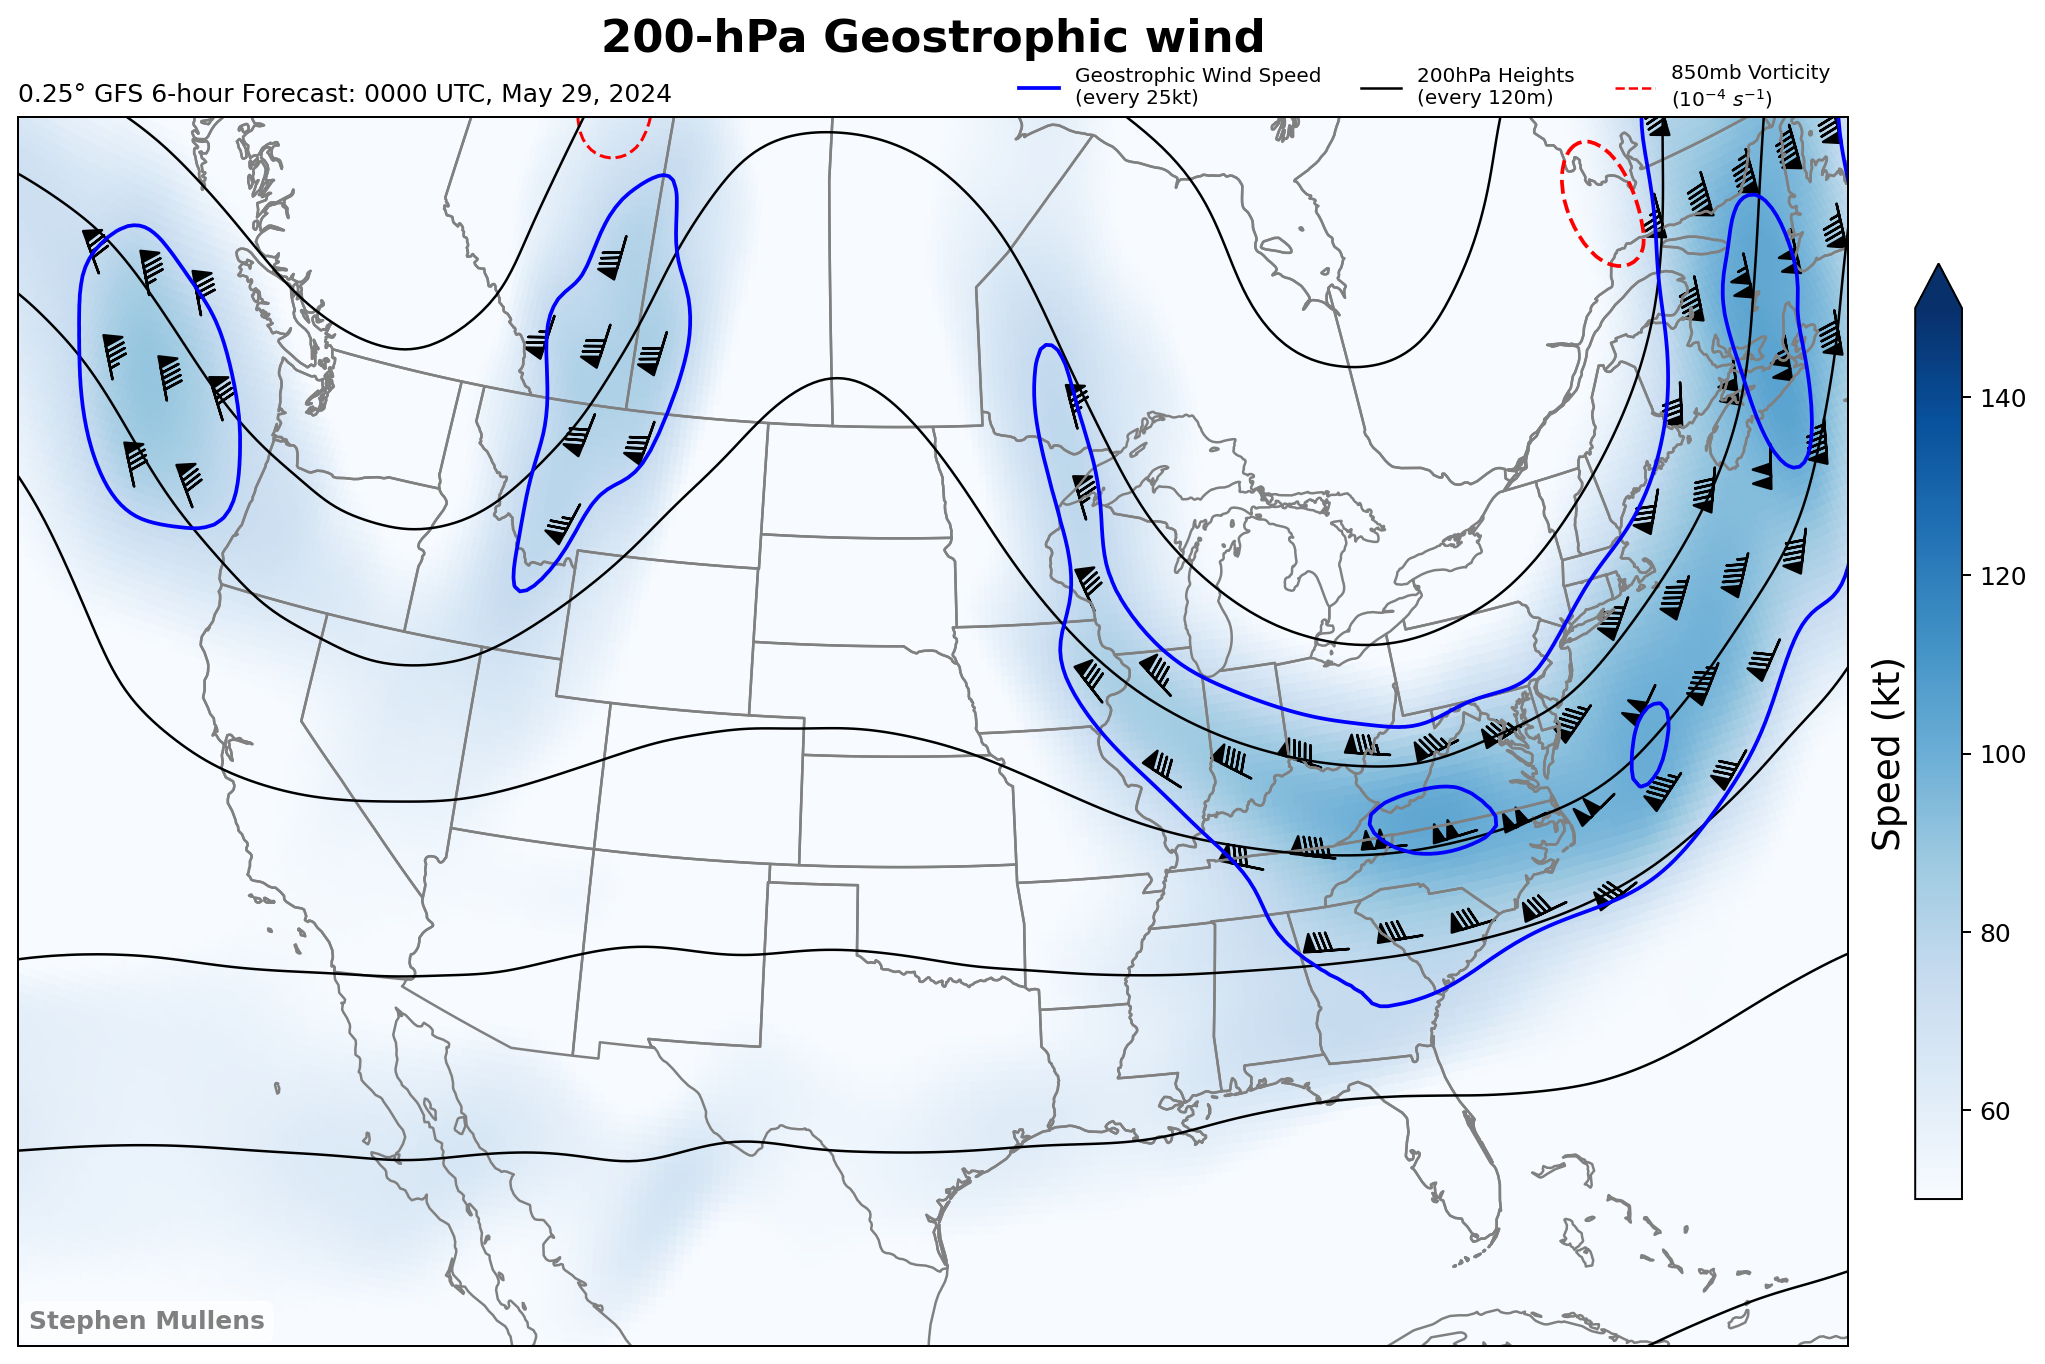 200-hPa Geostrophic wind
0.25° GFS 6-hour Forecast: 0000 UTC, May 29, 2024
Geostrophic Wind Speed
(every 25kt)
200hPa Heights
(every 120m)
850mb Vorticity
(10⁻⁴ s⁻¹)
140
120
100
80
60
Speed (kt)
Stephen Mullens